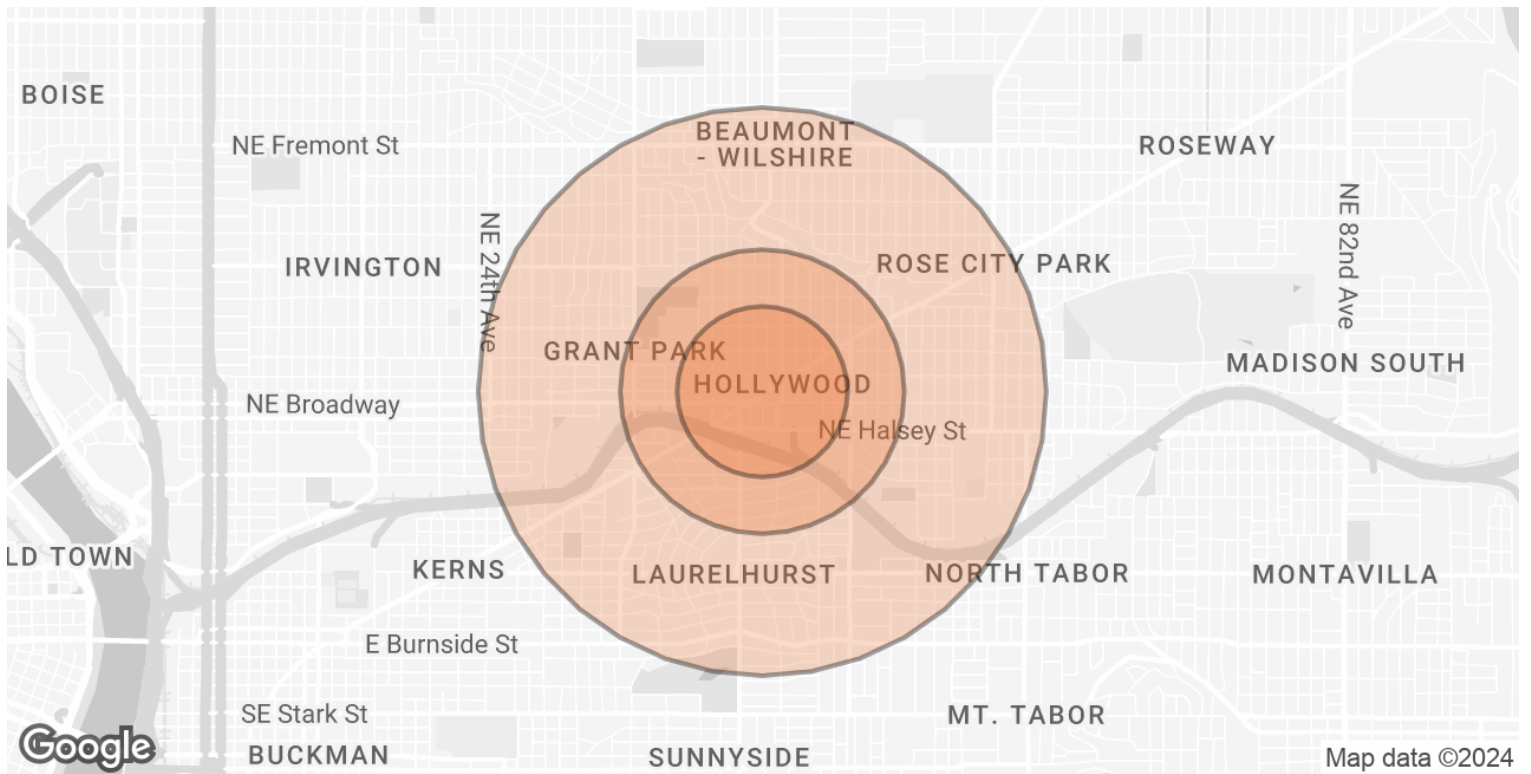 BOISE
BEAUMONT
- WILSHIRE
NE Fremont St
ROSEWAY
NE 82nd Ave
NE 24th Ave
IRVINGTON
ROSE CITY PARK
GRANT PARK
MADISON SOUTH
HOLLYWOOD
NE Broadway
NE Halsey St
LD TOWN
KERNS
LAURELHURST
NORTH TABOR
MONTAVILLA
E Burnside St
SE Stark St
MT. TABOR
Google
BUCKMAN
SUNNYSIDE
Map data ©2024